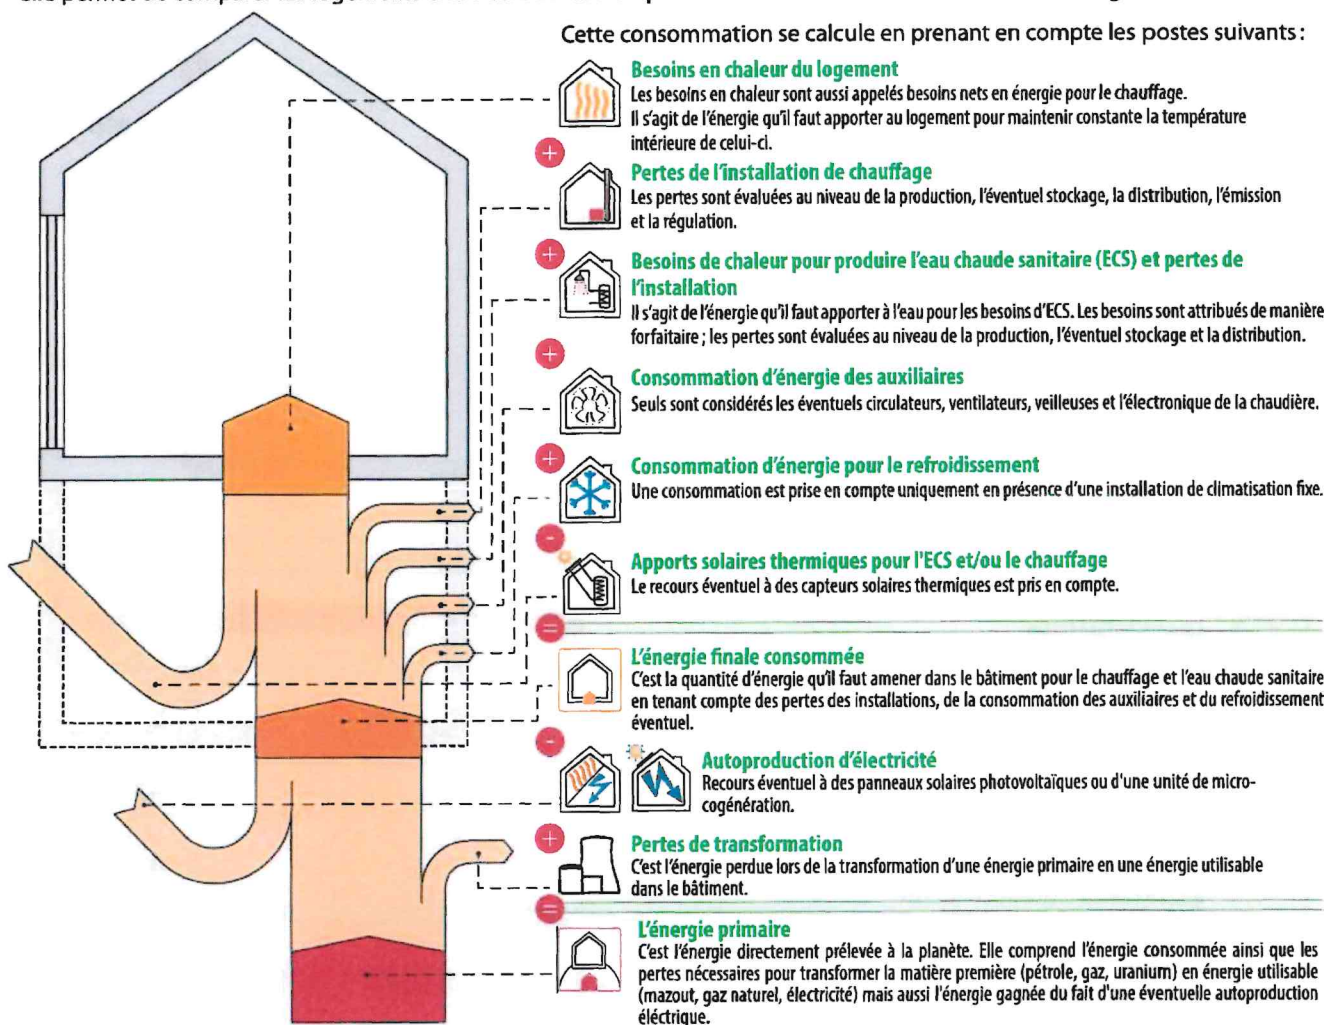 Cette consommation se calcule en prenant en compte les postes suivants :
Besoins en chaleur du logement
Les besoins en chaleur sont aussi appelés besoins nets en énergie pour le chauffage.
Il s'agit de l'énergie qu'il faut apporter au logement pour maintenir constante la température
intérieure de celui-ci.
+
Pertes de l'installation de chauffage
Les pertes sont évaluées au niveau de la production, l'éventuel stockage, la distribution, l'émission
et la régulation.
+
Besoins de chaleur pour produire l'eau chaude sanitaire (ECS) et pertes de
l'installation
Il s'agit de l'énergie qu'il faut apporter à l'eau pour les besoins d'ECS. Les besoins sont attribués de manière
forfaitaire ; les pertes sont évaluées au niveau de la production, l'éventuel stockage et la distribution.
+
Consommation d'énergie des auxiliaires
Seuls sont considérés les éventuels circulateurs, ventilateurs, veilleuses et l'électronique de la chaudière.
+
Consommation d'énergie pour le refroidissement
Une consommation est prise en compte uniquement en présence d'une installation de climatisation fixe.
-
Apports solaires thermiques pour l'ECS et/ou le chauffage
Le recours éventuel à des capteurs solaires thermiques est pris en compte.
=
L'énergie finale consommée
C'est la quantité d'énergie qu'il faut amener dans le bâtiment pour le chauffage et l'eau chaude sanitaire
en tenant compte des pertes des installations, de la consommation des auxiliaires et du refroidissement
éventuel.
-
Autoproduction d'électricité
Recours éventuel à des panneaux solaires photovoltaïques ou d'une unité de micro-
cogénération.
+
Pertes de transformation
C'est l'énergie perdue lors de la transformation d'une énergie primaire en une énergie utilisable
dans le bâtiment.
=
L'énergie primaire
C'est l'énergie directement prélevée à la planète. Elle comprend l'énergie consommée ainsi que les
pertes nécessaires pour transformer la matière première (pétrole, gaz, uranium) en énergie utilisable
(mazout, gaz naturel, électricité) mais aussi l'énergie gagnée du fait d'une éventuelle autoproduction
éléctrique.